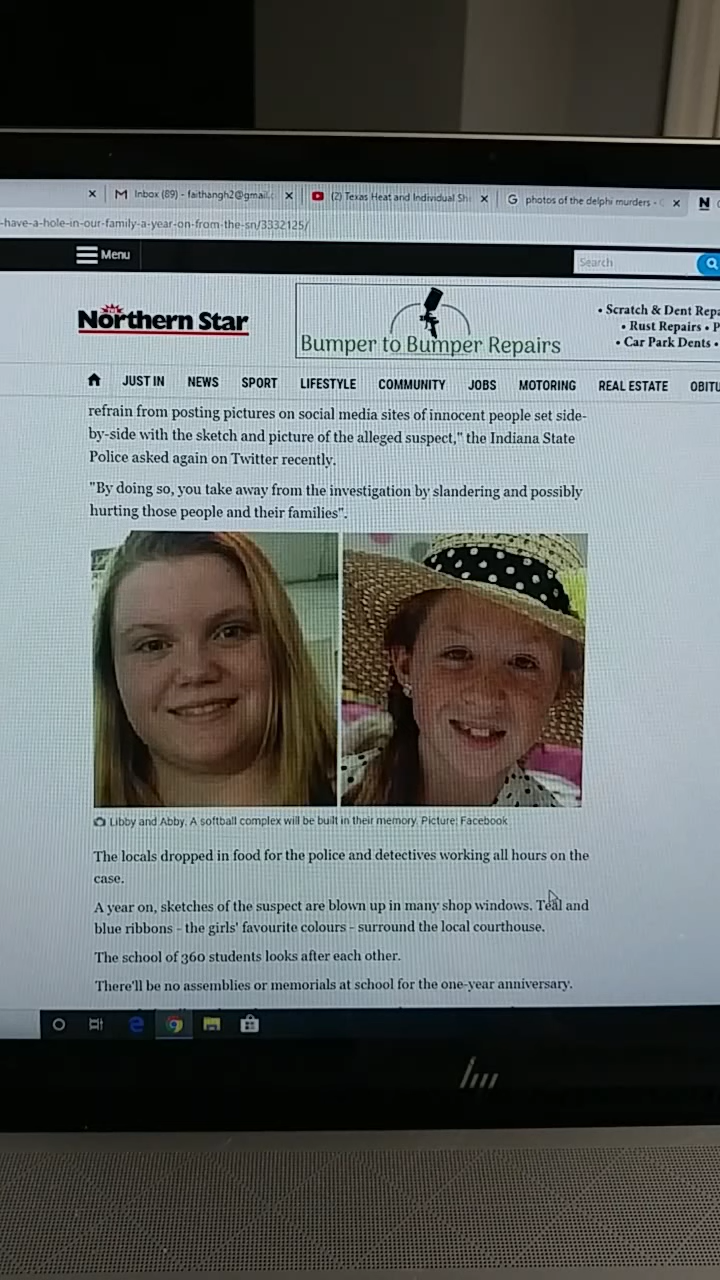 Inbox (89) - faithangh2@gmail.c
(2) Texas Heat and Individual Sh
photos of the delphi murders -
-have-a-hole-in-our-family-a-year-on-from-the-sn/3332125/
Menu
Search
THE
Northern Star
Bumper to Bumper Repairs
• Scratch & Dent Repa
• Rust Repairs • P
• Car Park Dents •
JUST IN NEWS SPORT LIFESTYLE COMMUNITY JOBS MOTORING REAL ESTATE OBITU
refrain from posting pictures on social media sites of innocent people set side-
by-side with the sketch and picture of the alleged suspect," the Indiana State
Police asked again on Twitter recently.
"By doing so, you take away from the investigation by slandering and possibly
hurting those people and their families".
Libby and Abby. A softball complex will be built in their memory. Picture: Facebook
The locals dropped in food for the police and detectives working all hours on the
case.
A year on, sketches of the suspect are blown up in many shop windows. Teal and
blue ribbons - the girls' favourite colours - surround the local courthouse.
The school of 360 students looks after each other.
There'll be no assemblies or memorials at school for the one-year anniversary.
hp